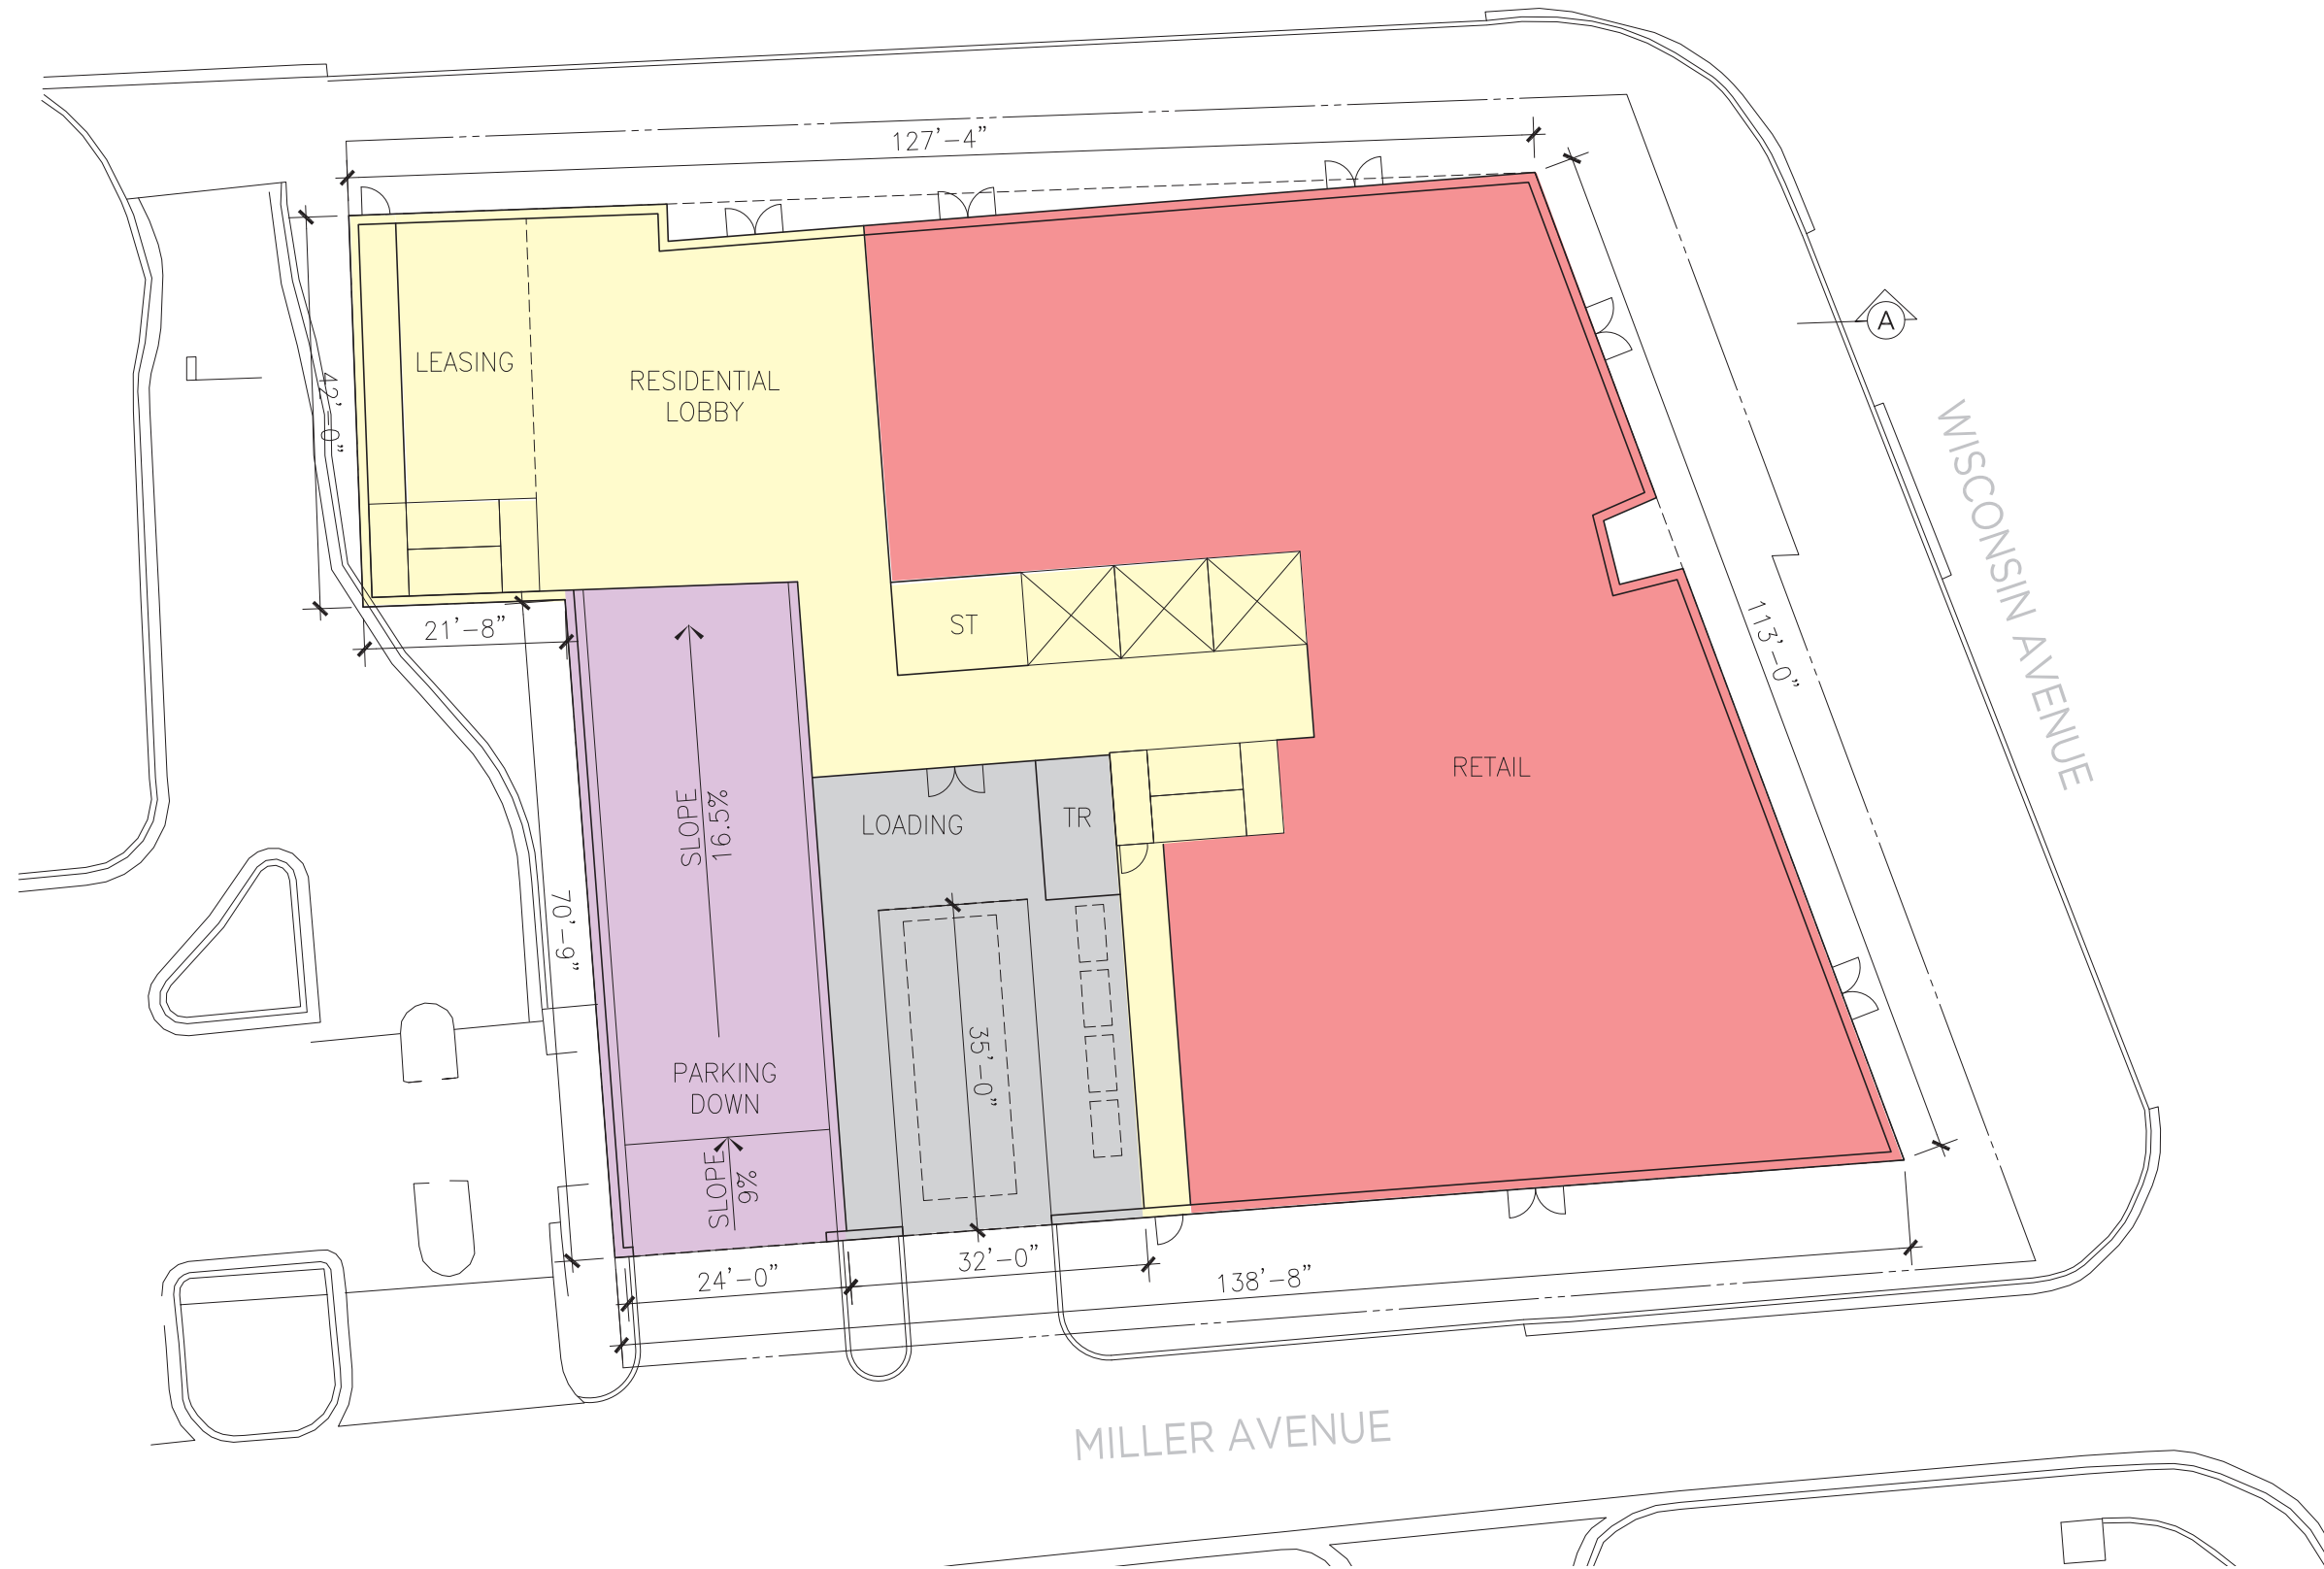 127'-4"
A
LEASING
RESIDENTIAL
LOBBY
42'-0"
WISCONSIN AVENUE
21'-8"
ST
113'-0"
RETAIL
SLOPE
16.5%
LOADING
TR
70'-9"
35'-0"
PARKING
DOWN
SLOPE
9%
24'-0"
32'-0"
138'-8"
MILLER AVENUE